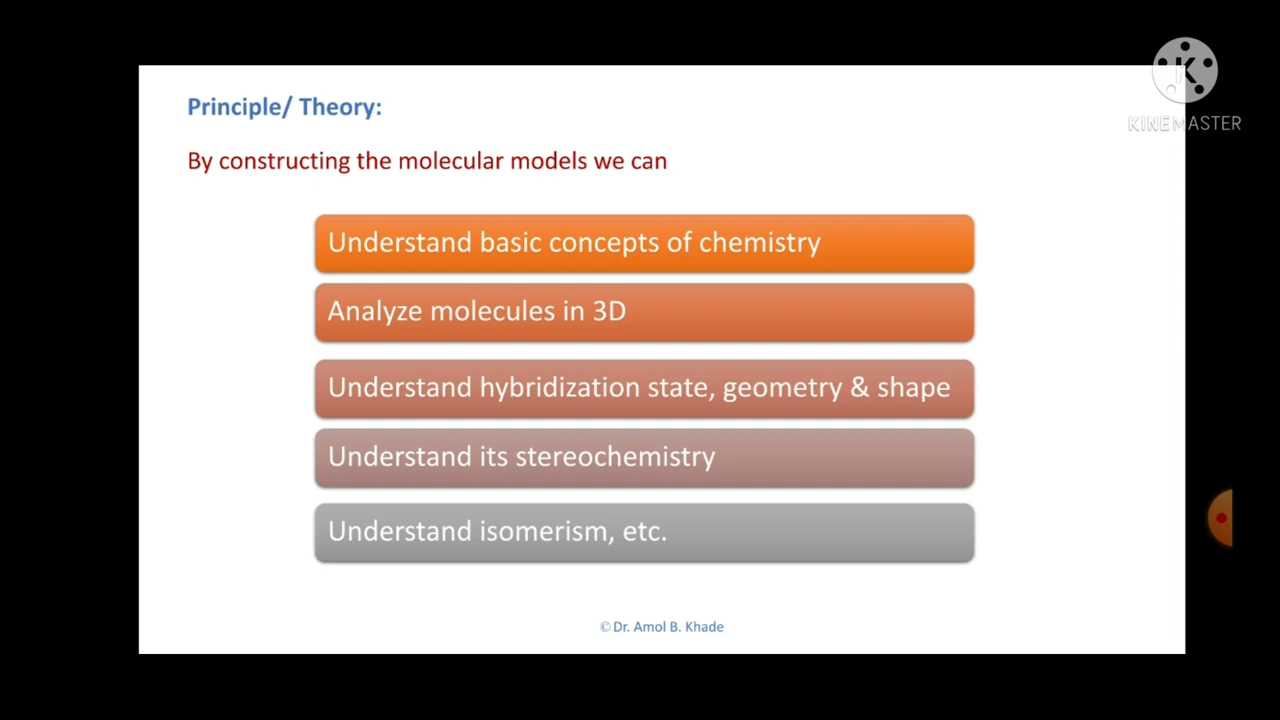 Principle/ Theory:
By constructing the molecular models we can
Understand basic concepts of chemistry
Analyze molecules in 3D
Understand hybridization state, geometry & shape
Understand its stereochemistry
Understand isomerism, etc.
© Dr. Amol B. Khade
K
KINEMASTER